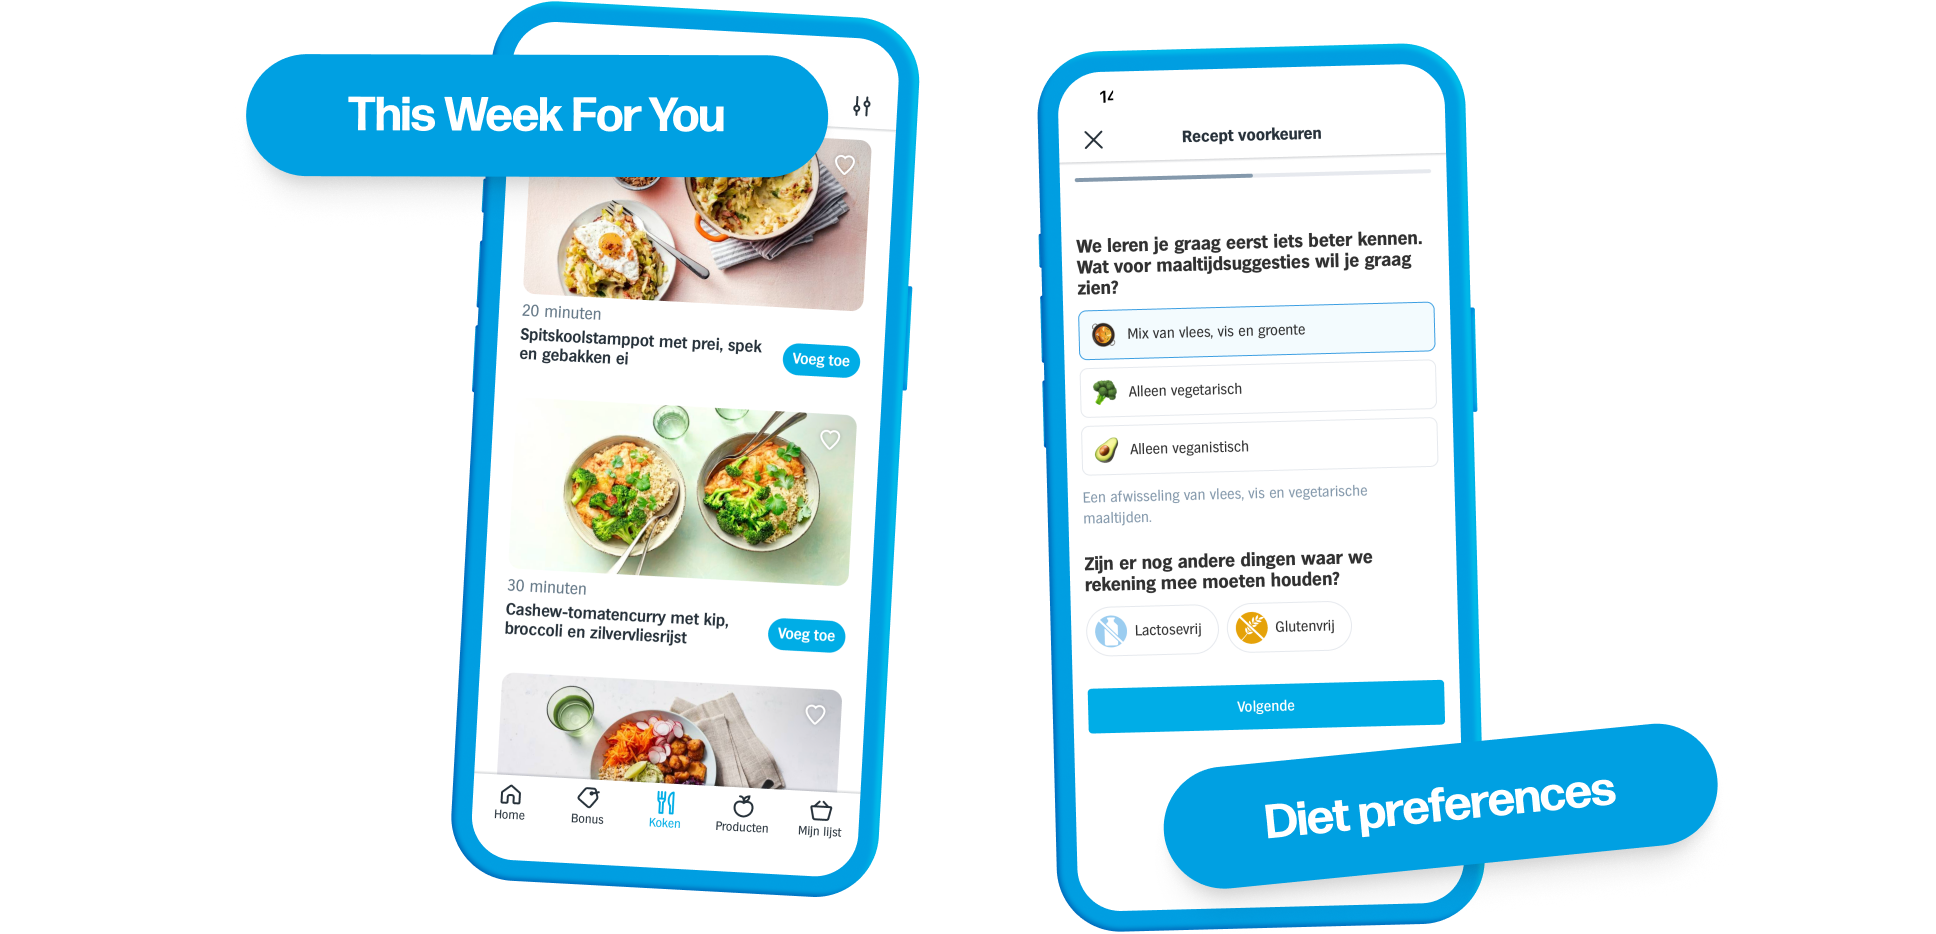 This Week For You
20 minuten
Spitskoolstamppot met prei, spek
en gebakken ei
Voeg toe
30 minuten
Cashew-tomatencurry met kip,
broccoli en zilvervliesrijst
Voeg toe
Home
Bonus
Koken
Producten
Mijn lijst
14
Recept voorkeuren
We leren je graag eerst iets beter kennen.
Wat voor maaltijdsuggesties wil je graag
zien?
Mix van vlees, vis en groente
Alleen vegetarisch
Alleen veganistisch
Een afwisseling van vlees, vis en vegetarische
maaltijden.
Zijn er nog andere dingen waar we
rekening mee moeten houden?
Lactosevrij
Glutenvrij
Volgende
Diet preferences